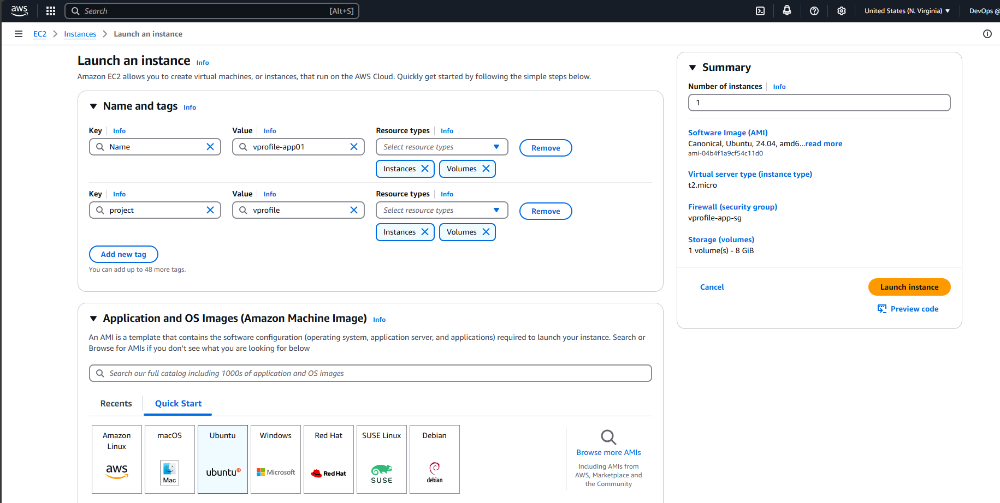 aws
Search [Alt+S]
United States (N. Virginia)
DevOps @
EC2 Instances Launch an instance
Launch an instance Info
Amazon EC2 allows you to create virtual machines, or instances, that run on the AWS Cloud. Quickly get started by following the simple steps below.
Name and tags Info
Key Info Value Info Resource types Info
Name vprofile-app01 Select resource types Remove
Instances Volumes
Key Info Value Info Resource types Info
project vprofile Select resource types Remove
Instances Volumes
Add new tag
You can add up to 48 more tags.
Application and OS Images (Amazon Machine Image) Info
An AMI is a template that contains the software configuration (operating system, application server, and applications) required to launch your instance. Search or
Browse for AMIs if you don’t see what you are looking for below
Search our full catalog including 1000s of application and OS images
Recents Quick Start
Amazon
Linux
aws
macOS
Mac
Ubuntu
ubuntu
Windows
Microsoft
Red Hat
Red Hat
SUSE Linux
SUSE
Debian
debian
Browse more AMIs
Including AMIs from
AWS, Marketplace and
the Community
Summary
Number of instances Info
1
Software Image (AMI)
Canonical, Ubuntu, 24.04, amd6...read more
ami-04b4f1a9cf54c11d0
Virtual server type (instance type)
t2.micro
Firewall (security group)
vprofile-app-sg
Storage (volumes)
1 volume(s) - 8 GiB
Cancel Launch instance
Preview code